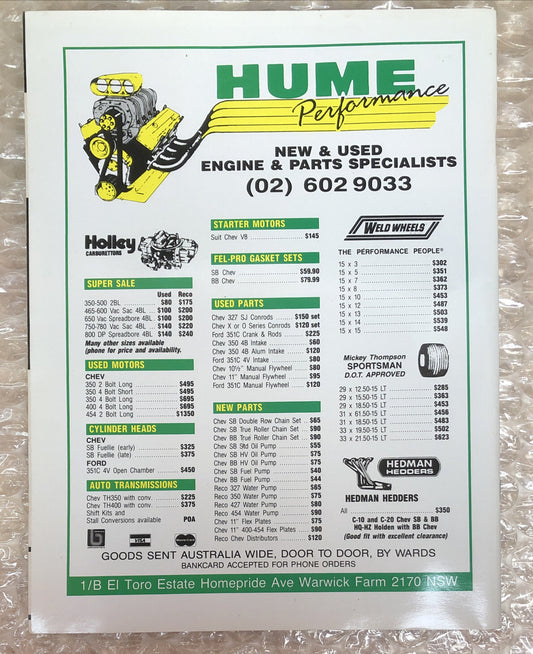 HUME
Performance
NEW & USED
ENGINE & PARTS SPECIALISTS
(02) 602 9033
Holley
CARBURETTORS
SUPER SALE
Used Reco
350-500 2BL $80 $175
465-600 Vac Sac 4BL $100 $200
650 Vac Spreadbore 4BL $100 $200
750-780 Vac Sac 4BL $140 $220
800 DP Spreadbore 4BL $140 $240
Many other sizes available
(phone for price and availability.
USED MOTORS
CHEV
350 2 Bolt Long $495
350 4 Bolt Short $495
350 4 Bolt Long $695
400 4 Bolt Long $695
454 2 Bolt Long $1350
CYLINDER HEADS
CHEV
SB Fuellie (early) $325
SB Fuellie (late) $375
FORD
351C 4V Open Chamber $450
AUTO TRANSMISSIONS
Chev TH350 with conv. $225
Chev TH400 with conv. $375
Shift Kits and
Stall Conversions available POA
STARTER MOTORS
Suit Chev V8 $145
FEL-PRO GASKET SETS
SB Chev $59.90
BB Chev $79.99
USED PARTS
Chev 327 SJ Conrods $150 set
Chev X or O Series Conrods $120 set
Ford 351C Crank & Rods $225
Chev 350 4B Intake $60
Chev 350 4B Alum Intake $120
Ford 351C 4V Intake $80
Chev 10½" Manual Flywheel $80
Chev 11" Manual Flywheel $95
Ford 351C Manual Flywheel $120
NEW PARTS
Chev SB Double Row Chain Set $65
Chev SB True Roller Chain Set $90
Chev BB True Roller Chain Set $90
Chev SB Std Oil Pump $55
Chev SB HV Oil Pump $55
Chev BB HV Oil Pump $75
Chev SB Fuel Pump $40
Chev BB Fuel Pump $40
Chev SB Water Pump $55
Reco 327 Water Pump $65
Reco 350 Water Pump $70
Reco 427 Water Pump $80
Reco 454 Water Pump $90
Chev 11" Flex Plates $75
Chev 11" 400-454 Flex Plates $90
Reco Chev Distributors $120
WELD WHEELS
THE PERFORMANCE PEOPLE®
15 x 3 $302
15 x 5 $351
15 x 7 $362
15 x 8 $373
15 x 10 $453
15 x 12 $487
15 x 13 $503
15 x 14 $515
15 x 15 $548
Mickey Thompson
SPORTSMAN
D.O.T. APPROVED
29 x 12.50-15 LT $285
29 x 15.50-15 LT $363
29 x 18.50-15 LT $453
31 x 16.50-15 LT $456
31 x 18.50-15 LT $483
33 x 19.50-15 LT $502
33 x 21.50-15 LT $623
HEDMAN
HEDDERS
HEDMAN HEDDERS
All $350
C-10 and C-20 Chev SB & BB
HQ-HZ Holden with BB Chev
(Good fit with excellent clearance)
GOODS SENT AUSTRALIA WIDE, DOOR TO DOOR, BY WARDS
BANKCARD ACCEPTED FOR PHONE ORDERS
1/B El Toro Estate Homepride Ave Warwick Farm 2170 NSW